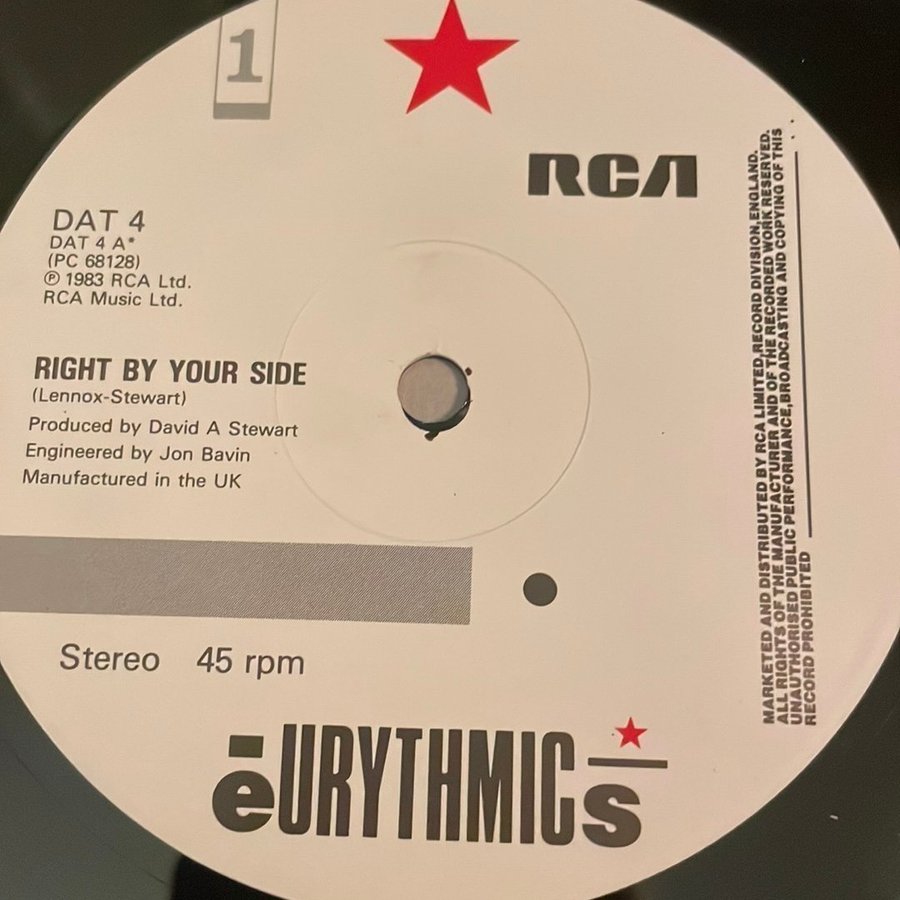 1
RCA
DAT 4
DAT 4 A*
(PC 68128)
℗ 1983 RCA Ltd.
RCA Music Ltd.
RIGHT BY YOUR SIDE
(Lennox-Stewart)
Produced by David A Stewart
Engineered by Jon Bavin
Manufactured in the UK
Stereo 45 rpm
eURYTHMICs
MARKETED AND DISTRIBUTED BY RCA LIMITED,RECORD DIVISION,ENGLAND.
ALL RIGHTS OF THE MANUFACTURER AND OF THE RECORDED WORK RESERVED.
UNAUTHORISED PUBLIC PERFORMANCE,BROADCASTING AND COPYING OF THIS
RECORD PROHIBITED